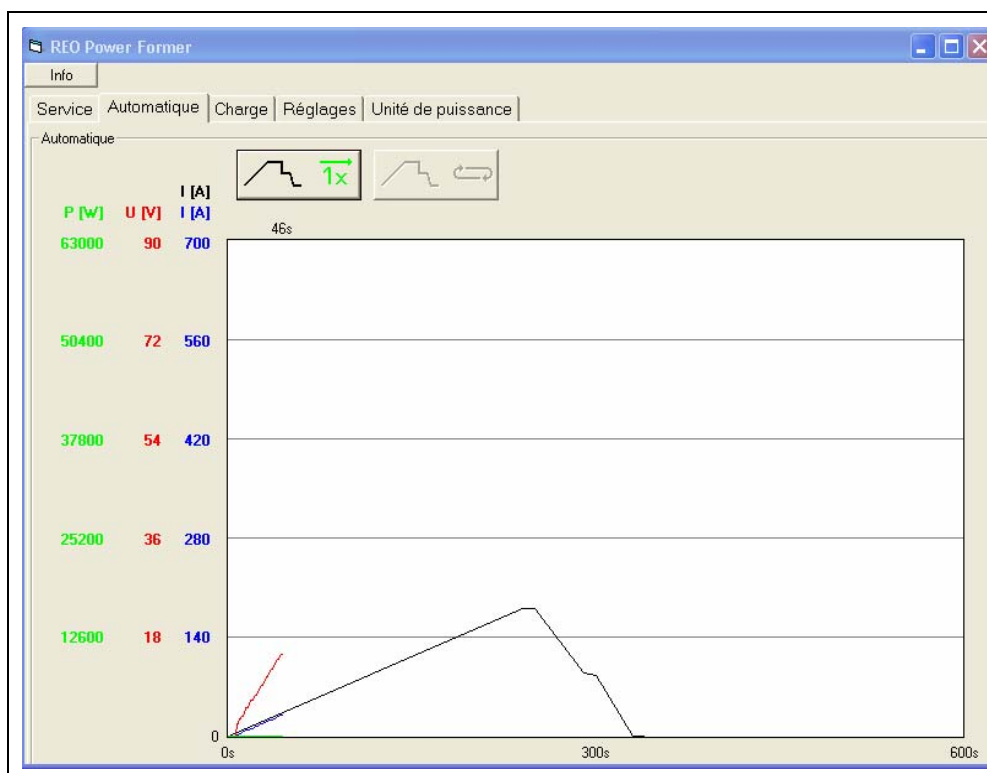 REO Power Former
Info
Service Automatique Charge Réglages Unité de puissance
Automatique
1x
I [A]
P [W] U [V] I [A]
46s
63000 90 700
50400 72 560
37800 54 420
25200 36 280
12600 18 140
0
0s 300s 600s